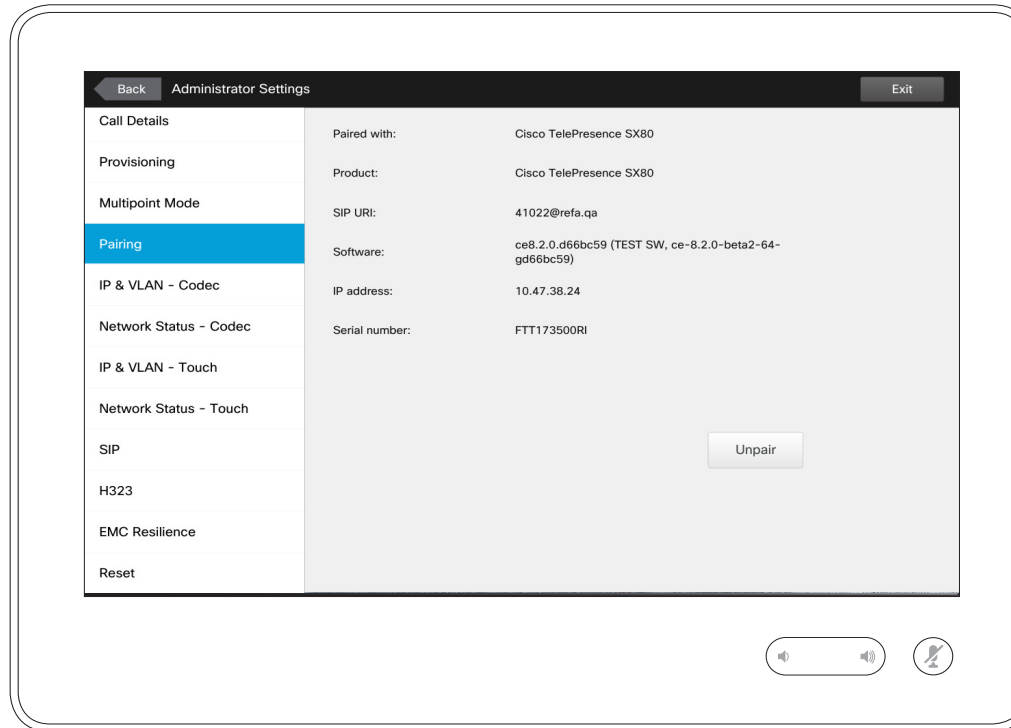 Back
Administrator Settings
Exit
Call Details
Provisioning
Multipoint Mode
Pairing
IP & VLAN - Codec
Network Status - Codec
IP & VLAN - Touch
Network Status - Touch
SIP
H323
EMC Resilience
Reset
Paired with: Cisco TelePresence SX80
Product: Cisco TelePresence SX80
SIP URI: 41022@refa.qa
Software: ce8.2.0.d66bc59 (TEST SW, ce-8.2.0-beta2-64-
gd66bc59)
IP address: 10.47.38.24
Serial number: FTT173500RI
Unpair